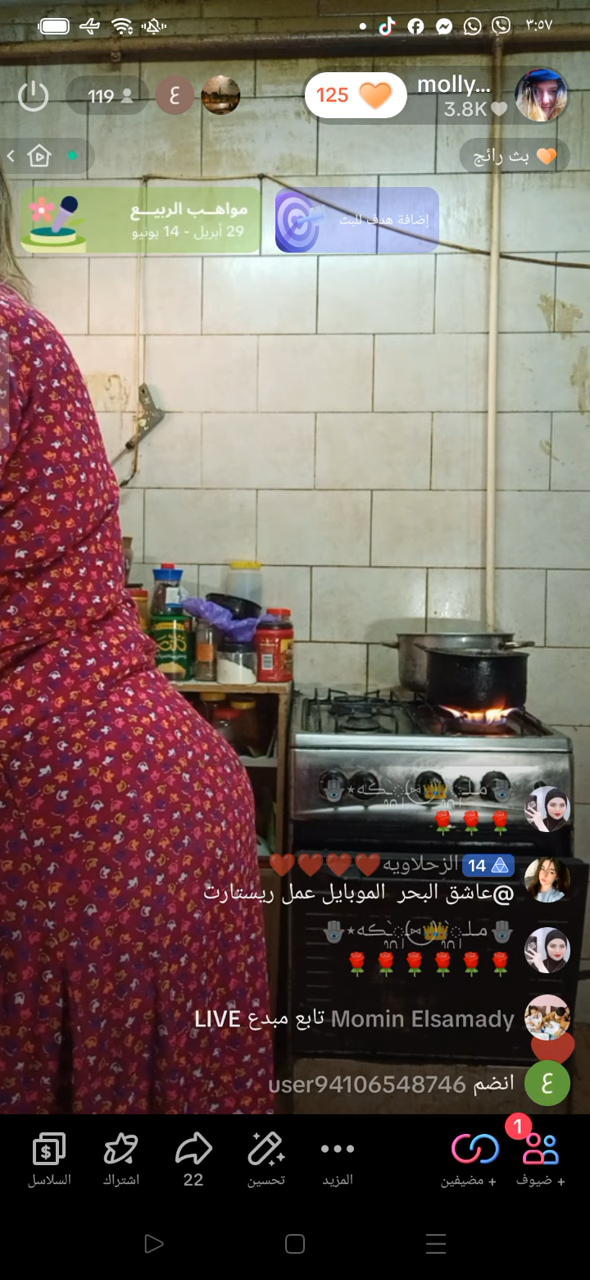 ٣:٥٧
molly...
125
3.8K
119
ع
بث رائج
إضافة هدف للبث
مواهب الربيع
29 أبريل - 14 يونيو
14 الزحلاويه
@عاشق البحر الموبايل عمل ريستارت
Momin Elsamady تابع مبدع LIVE
ع
انضم user94106548746
1
+ ضيوف
+ مضيفين
المزيد
تحسين
22
اشتراك
السلاسل